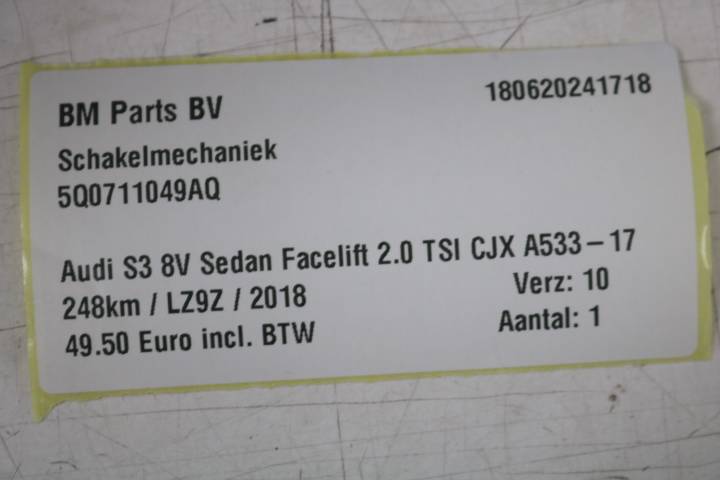 BM Parts BV 180620241718
Schakelmechaniek
5Q0711049AQ
Audi S3 8V Sedan Facelift 2.0 TSI CJX A533-17
248km / LZ9Z / 2018 Verz: 10
49.50 Euro incl. BTW Aantal: 1